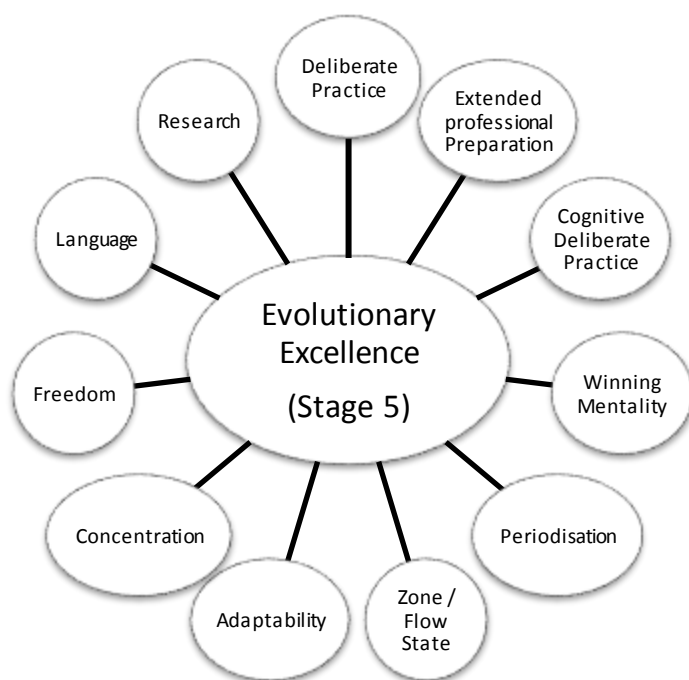 Deliberate
Practice
Extended
professional
Preparation
Research
Cognitive
Deliberate
Practice
Language
Evolutionary
Excellence
(Stage 5)
Freedom
Winning
Mentality
Concentration
Periodisation
Adaptability
Zone /
Flow
State